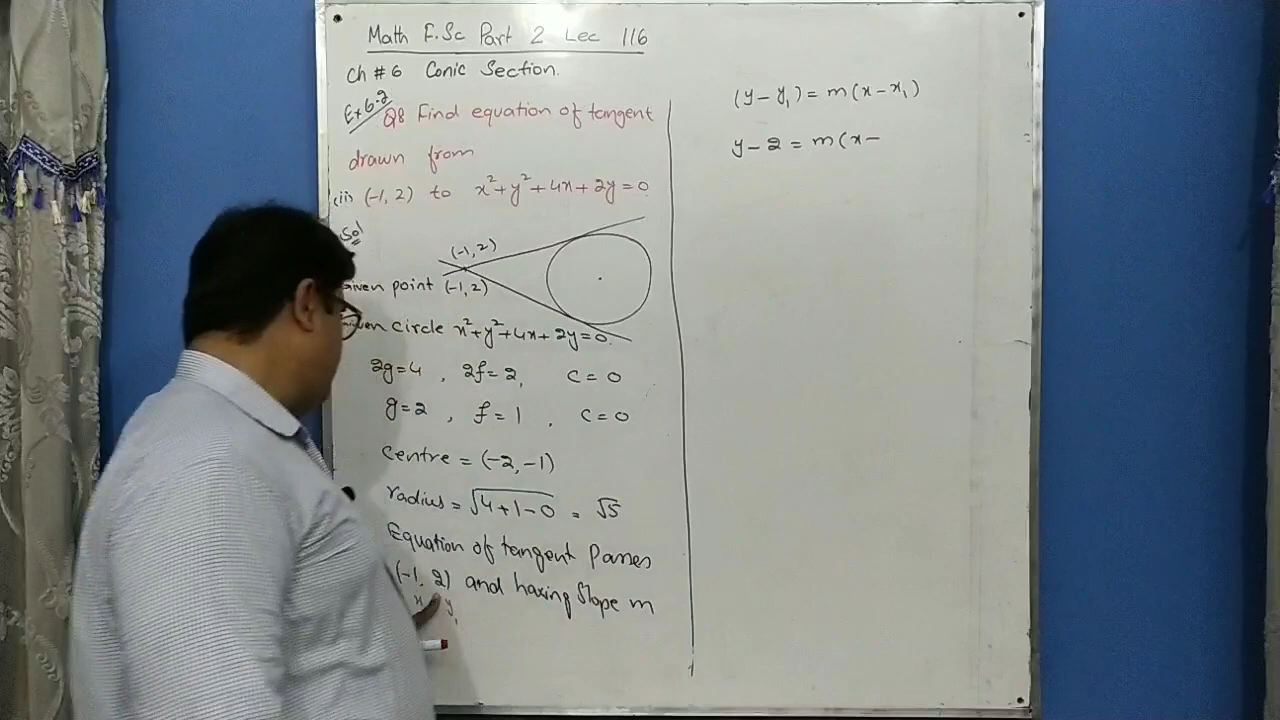 Math F.Sc Part 2 Lec 116
Ch # 6 Conic Section.
Ex 6.2
Q8 Find equation of tangent
drawn from
(ii) (-1, 2) to x²+y²+4x+2y=0
Sol
(-1, 2)
iven point (-1, 2)
iven circle x²+y²+4x+2y=0.
2g=4 , 2f=2, c=0
g=2 , f=1 , c=0
Centre = (-2, -1)
radius = √4+1-0 = √5
Equation of tangent Passes
(-1, 2) and having Slope m
x y₁
(y-y₁) = m(x-x₁)
y-2 = m(x-